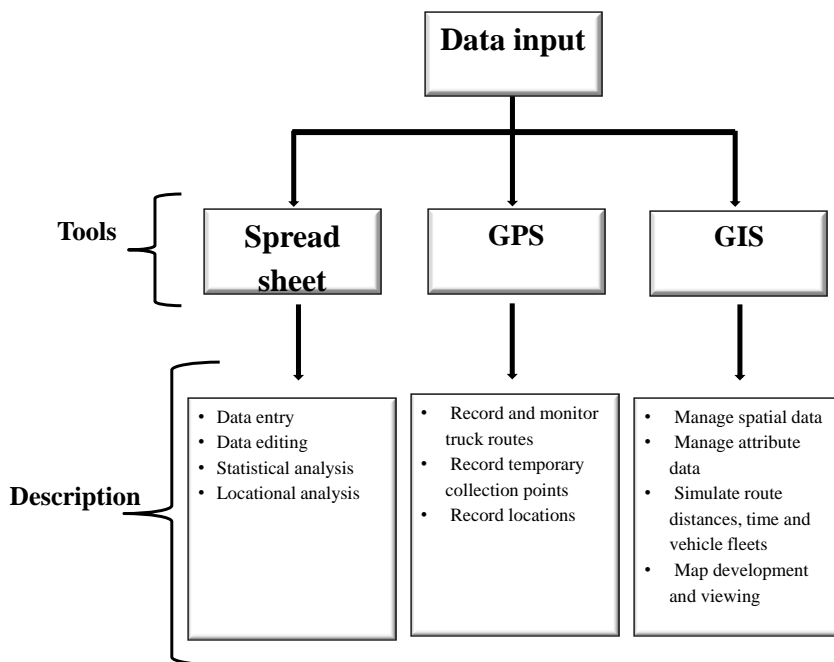 Data input
Tools
Spread
sheet
GPS
GIS
Description
• Data entry
• Data editing
• Statistical analysis
• Locational analysis
• Record and monitor
truck routes
• Record temporary
collection points
• Record locations
• Manage spatial data
• Manage attribute
data
• Simulate route
distances, time and
vehicle fleets
• Map development
and viewing